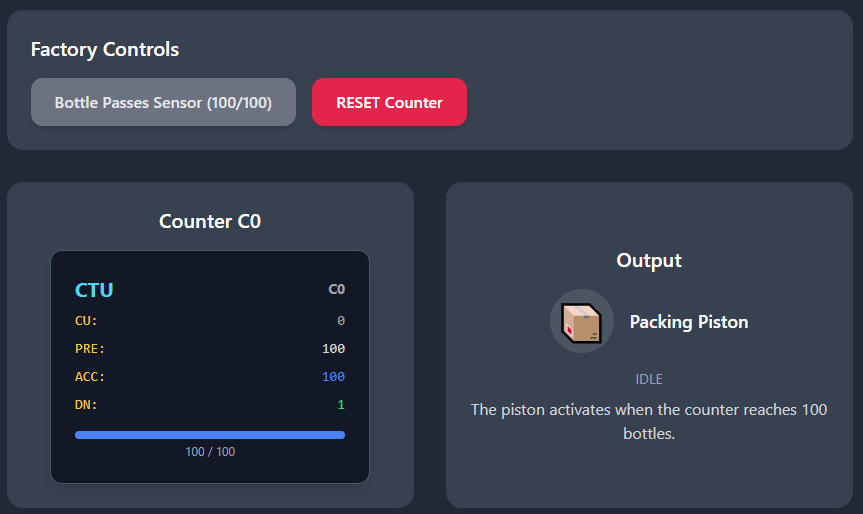 Factory Controls
Bottle Passes Sensor (100/100)
RESET Counter
Counter C0
CTU
C0
CU:
0
PRE:
100
ACC:
100
DN:
1
100 / 100
Output
Packing Piston
IDLE
The piston activates when the counter reaches 100
bottles.